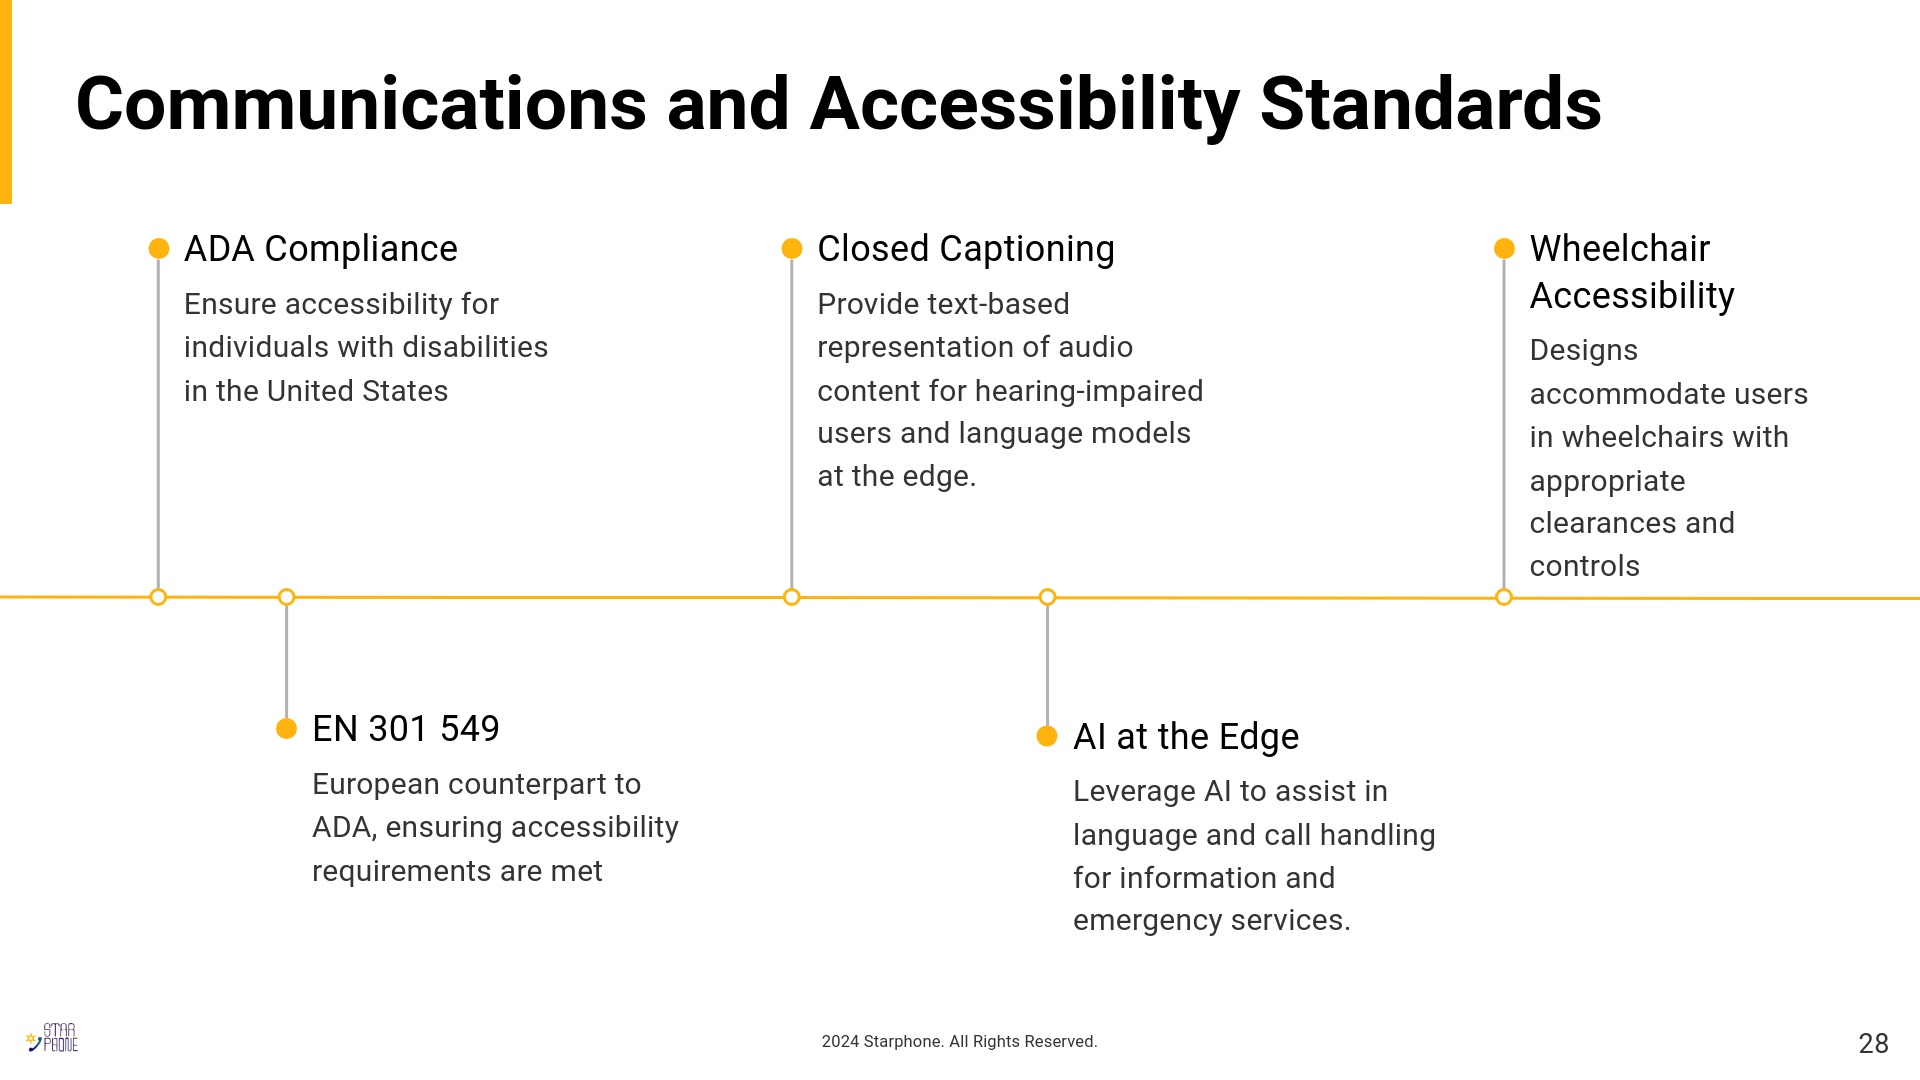 Communications and Accessibility Standards
ADA Compliance
Ensure accessibility for
individuals with disabilities
in the United States
Closed Captioning
Provide text-based
representation of audio
content for hearing-impaired
users and language models
at the edge.
Wheelchair
Accessibility
Designs
accommodate users
in wheelchairs with
appropriate
clearances and
controls
EN 301 549
European counterpart to
ADA, ensuring accessibility
requirements are met
AI at the Edge
Leverage AI to assist in
language and call handling
for information and
emergency services.
STAR
PHONE
2024 Starphone. All Rights Reserved.
28